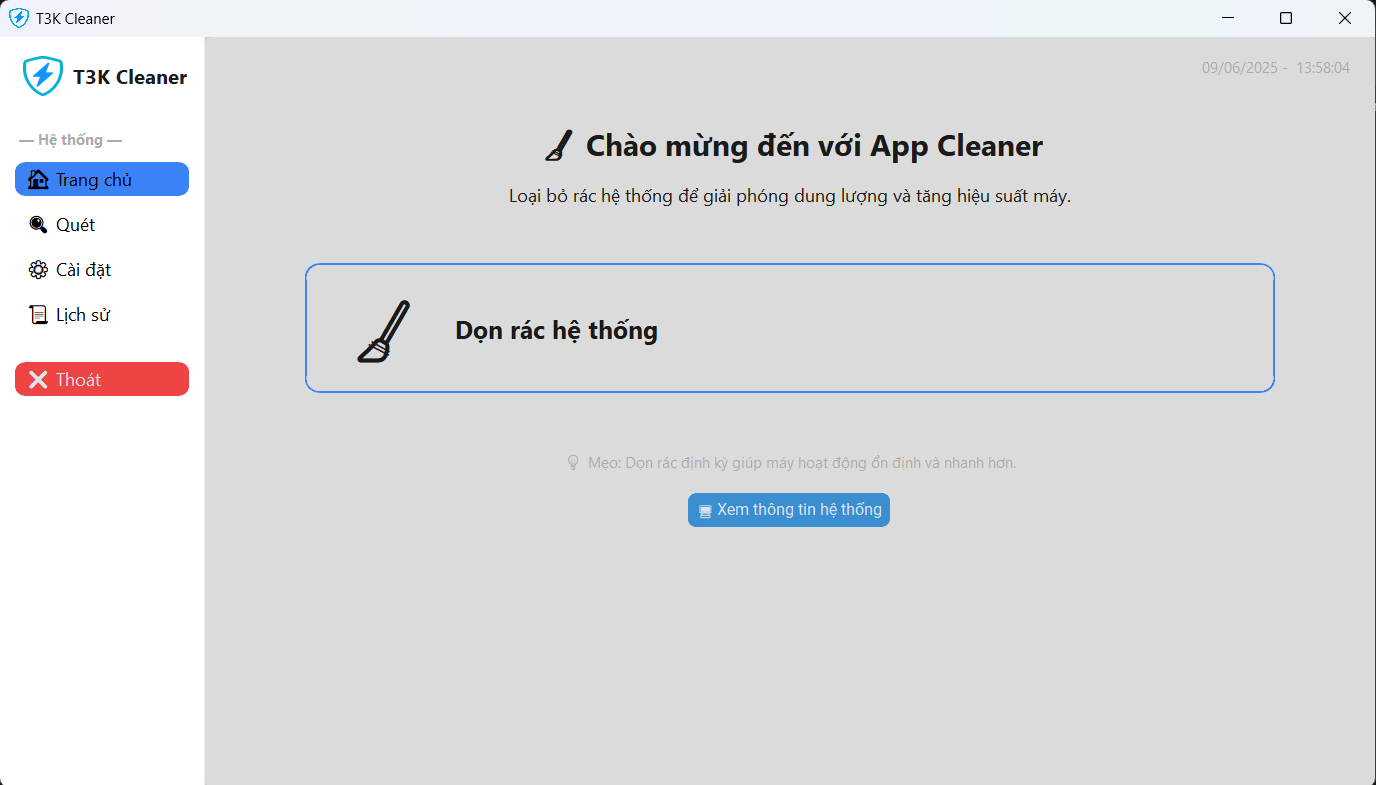 T3K Cleaner
T3K Cleaner
— Hệ thống —
Trang chủ
Quét
Cài đặt
Lịch sử
Thoát
09/06/2025 - 13:58:04
Chào mừng đến với App Cleaner
Loại bỏ rác hệ thống để giải phóng dung lượng và tăng hiệu suất máy.
Dọn rác hệ thống
Mẹo: Dọn rác định kỳ giúp máy hoạt động ổn định và nhanh hơn.
Xem thông tin hệ thống